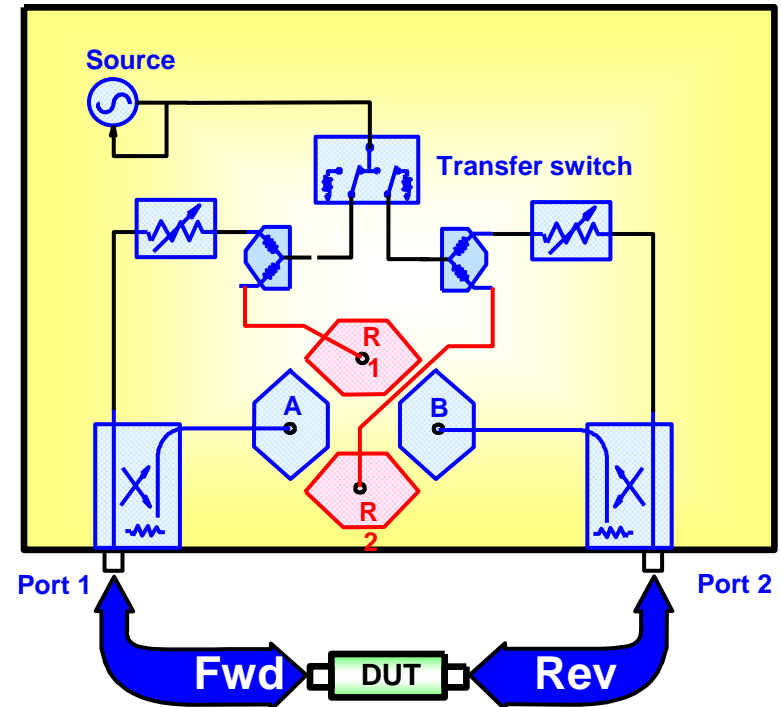 Source
Transfer switch
R
1
A
B
R
2
Port 1
Port 2
Fwd
DUT
Rev